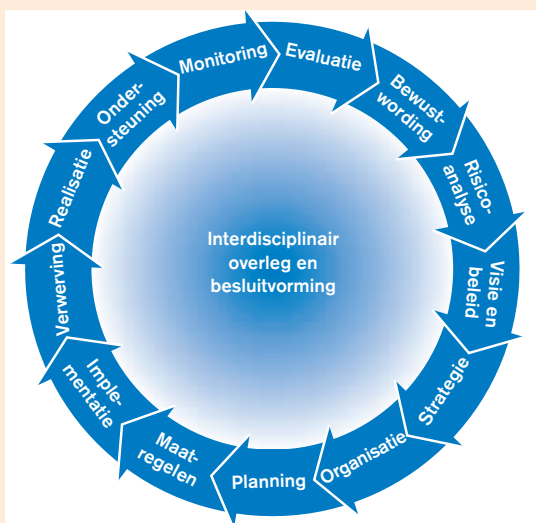 Monitoring
Evaluatie
Bewust-
wording
Risico-
analyse
Visie en
beleid
Strategie
Organisatie
Planning
Maat-
regelen
Imple-
mentatie
Verwerving
Realisatie
Onder-
steuning
Interdisciplinair
overleg en
besluitvorming